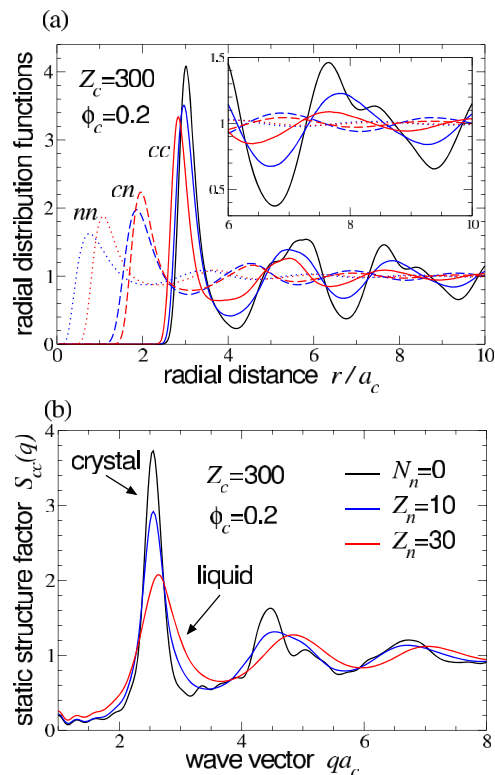 (a)
radial distribution functions
4
3
2
1
0
Z_c=300
ϕ_c=0.2
cc
cn
nn
1.5
1
0.5
6
8
10
0
2
4
6
8
10
radial distance r/a_c
(b)
static structure factor S_cc(q)
5
4
3
2
1
0
crystal
Z_c=300
ϕ_c=0.2
liquid
N_n=0
Z_n=10
Z_n=30
2
4
6
8
wave vector qa_c